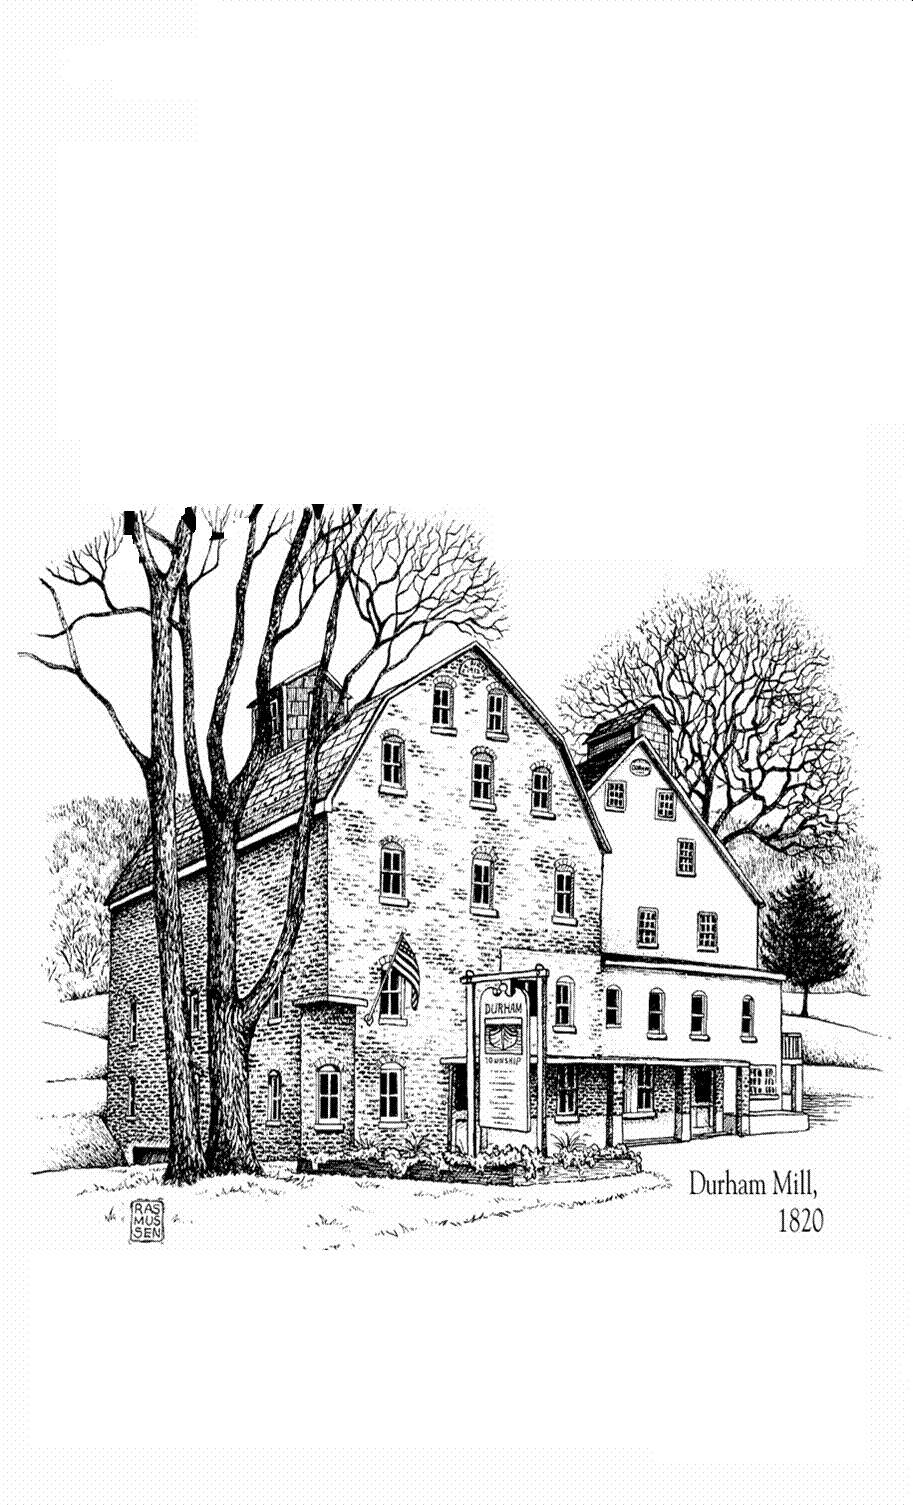 DURHAM
TOWNSHIP
Durham Mill,
1820
RAS
MUS
SEN